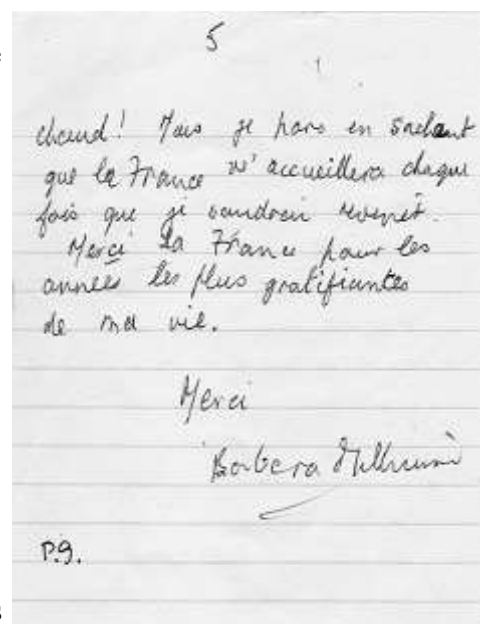 5
chaud! Mais je pars en sachant
que la France m'accueillera chaque
fois que je voudrai revenir.
Merci la France pour les
années les plus gratifiantes
de ma vie.
Merci
Barbara
P.S.